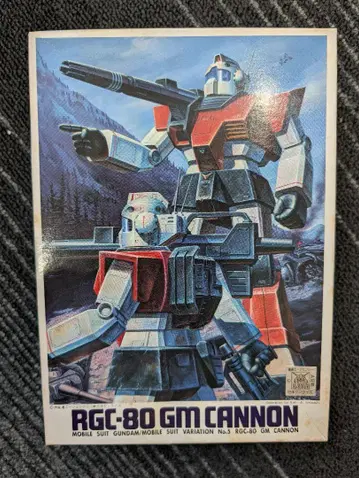 RGC-80 GM CANNON
MOBILE SUIT GUNDAM/MOBILE SUIT VARIATION No.3 RGC-80 GM CANNON